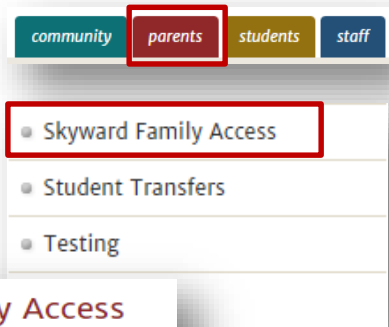 community parents students staff
Skyward Family Access
Student Transfers
Testing
y Access